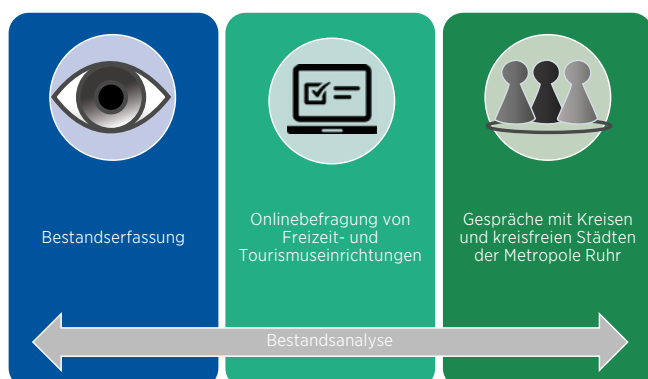 Bestandserfassung
Onlinebefragung von
Freizeit- und
Tourismuseinrichtungen
Gespräche mit Kreisen
und kreisfreien Städten
der Metropole Ruhr
Bestandsanalyse